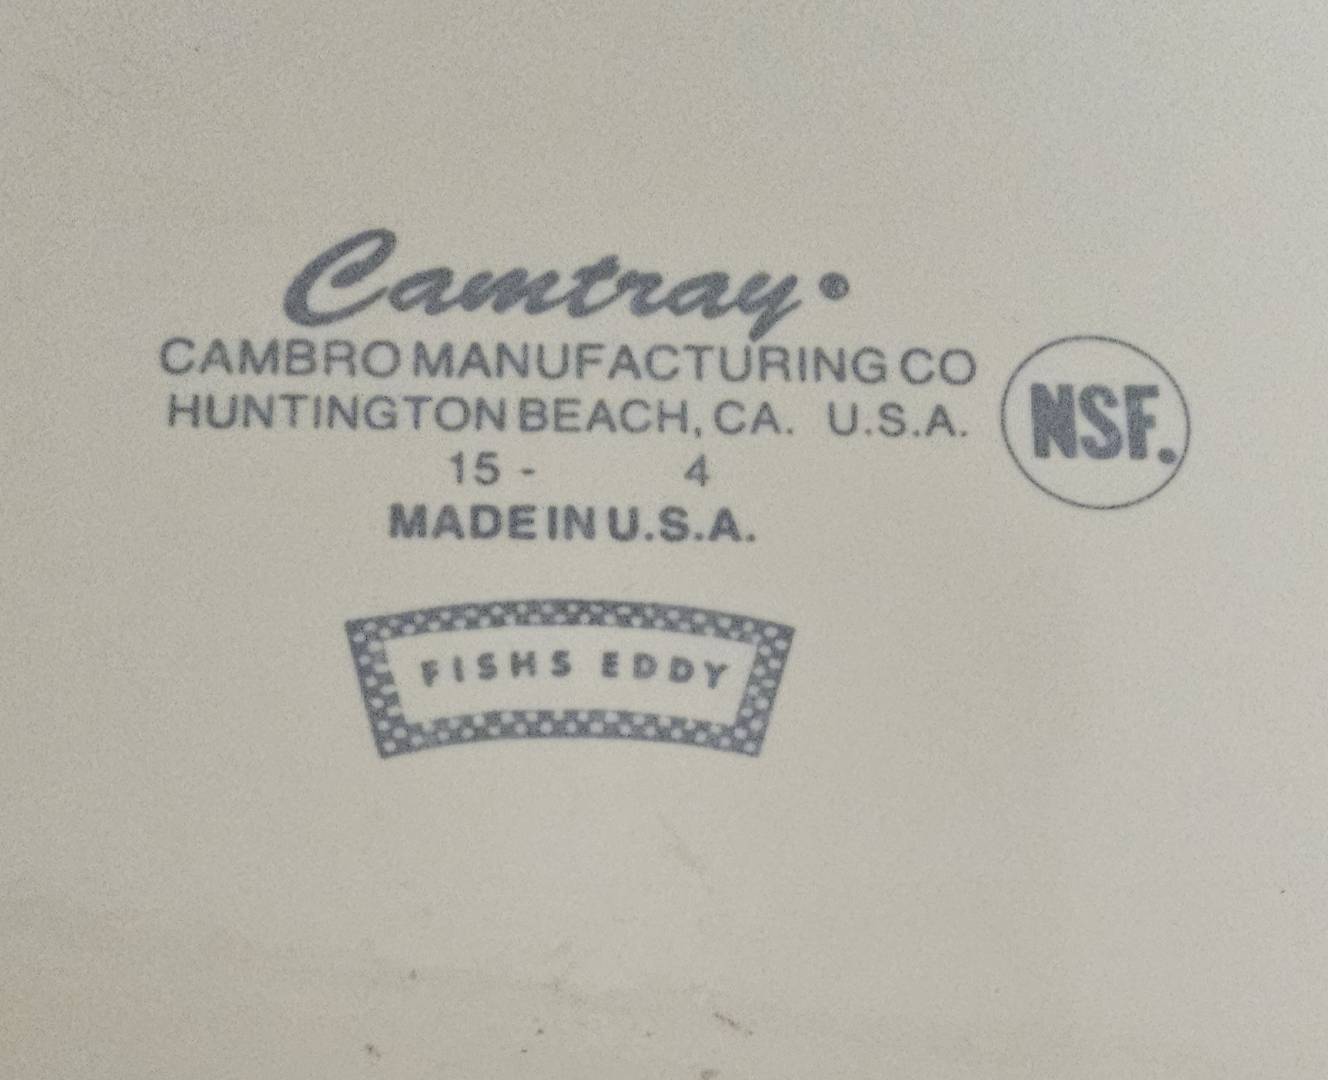 Camtray®
CAMBRO MANUFACTURING CO
HUNTINGTON BEACH, CA. U.S.A.
NSF.
15 - 4
MADE IN U.S.A.
FISHS EDDY